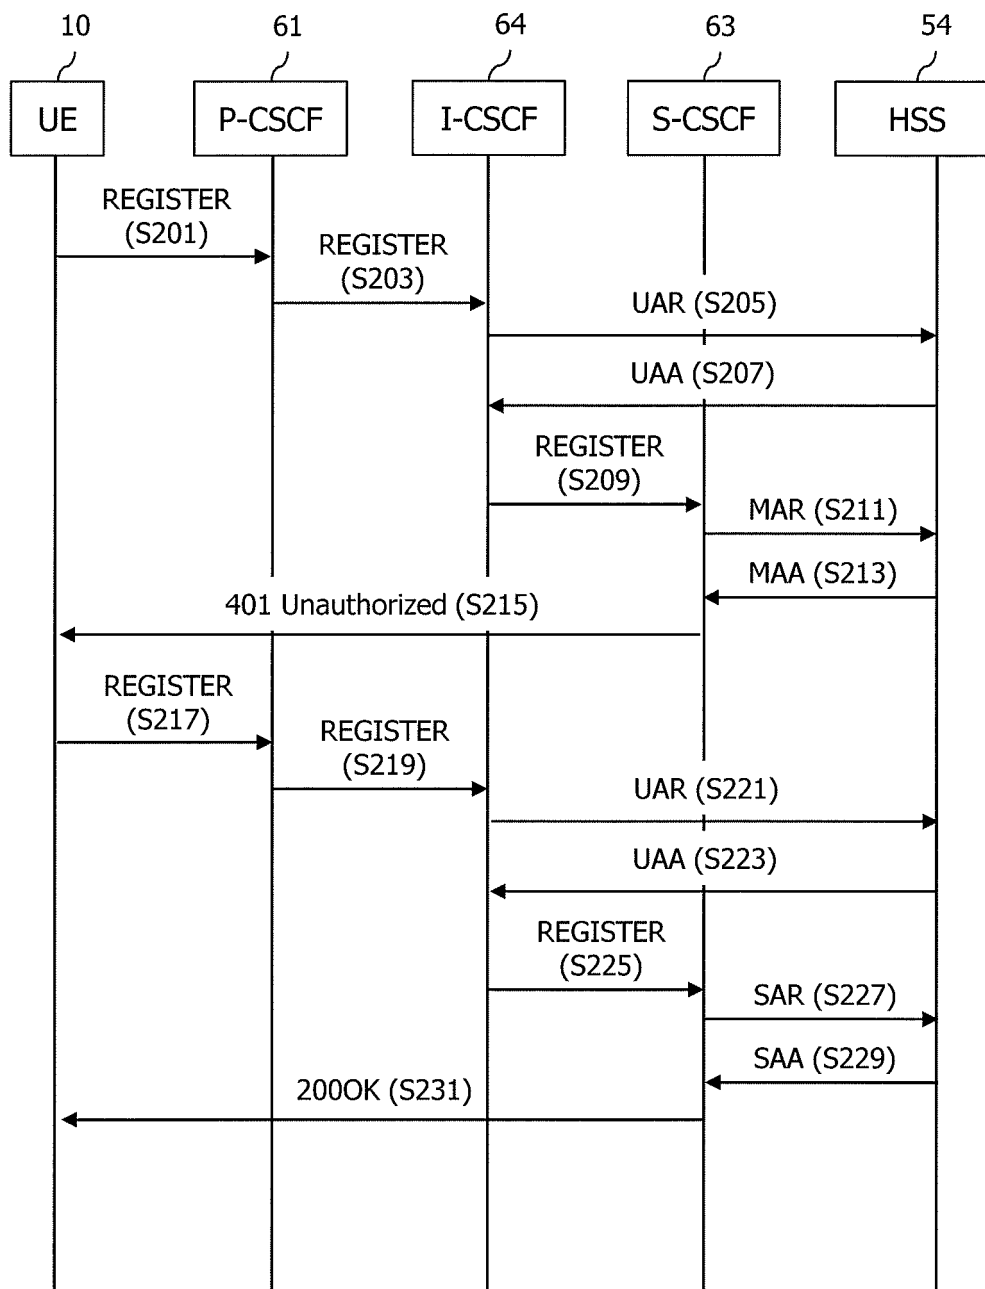 10
61
64
63
54
UE
P-CSCF
I-CSCF
S-CSCF
HSS
REGISTER
(S201)
REGISTER
(S203)
UAR (S205)
UAA (S207)
REGISTER
(S209)
MAR (S211)
MAA (S213)
401 Unauthorized (S215)
REGISTER
(S217)
REGISTER
(S219)
UAR (S221)
UAA (S223)
REGISTER
(S225)
SAR (S227)
SAA (S229)
200OK (S231)